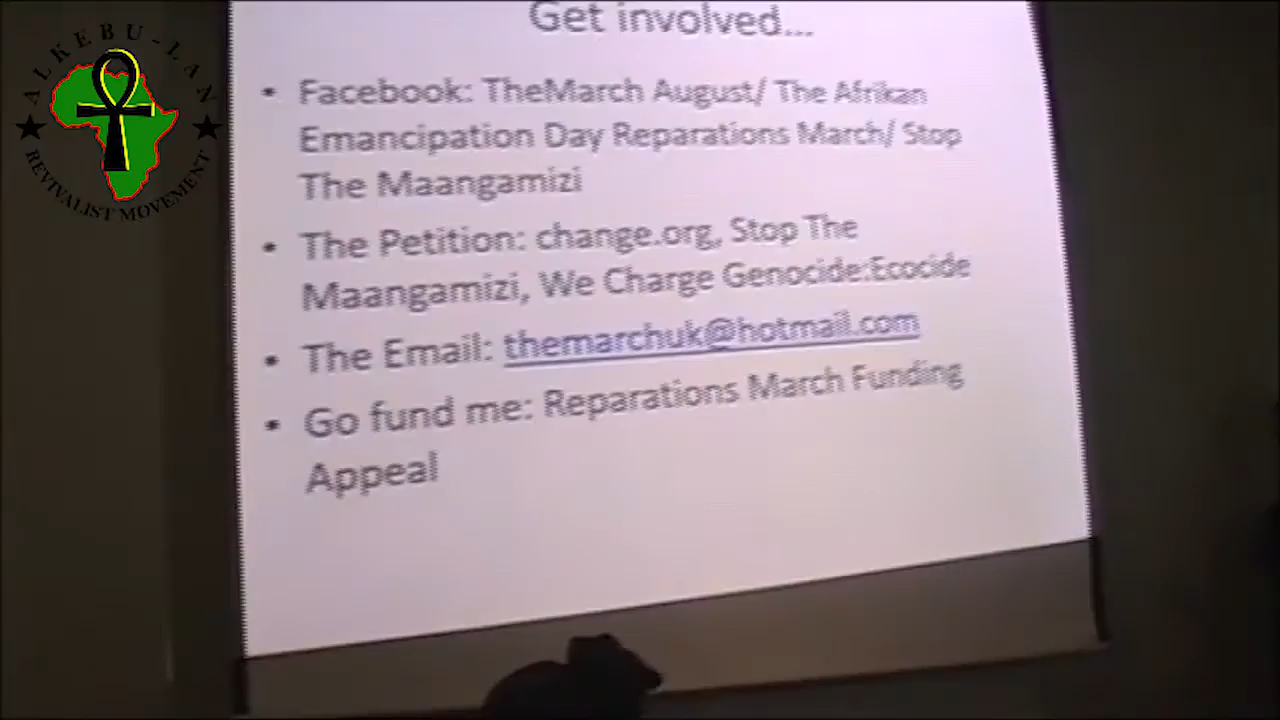 ALKEBU-LAN
REVIVALIST MOVEMENT
Get involved...
• Facebook: TheMarch August/ The Afrikan
Emancipation Day Reparations March/ Stop
The Maangamizi
• The Petition: change.org, Stop The
Maangamizi, We Charge Genocide:Ecocide
• The Email: themarchuk@hotmail.com
• Go fund me: Reparations March Funding
Appeal